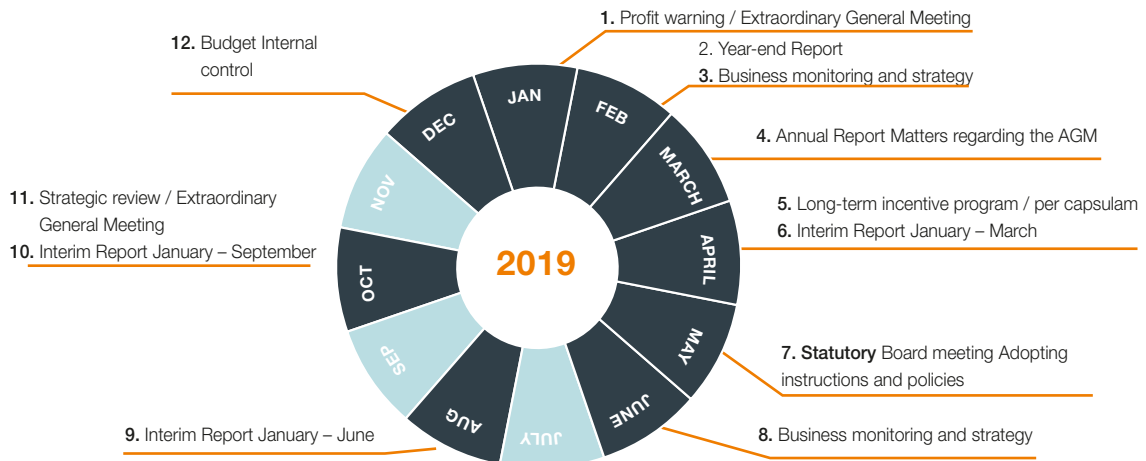 1. Profit warning / Extraordinary General Meeting
2. Year-end Report
3. Business monitoring and strategy
4. Annual Report Matters regarding the AGM
5. Long-term incentive program / per capsulam
6. Interim Report January – March
7. Statutory Board meeting Adopting
instructions and policies
8. Business monitoring and strategy
9. Interim Report January – June
11. Strategic review / Extraordinary
General Meeting
10. Interim Report January – September
12. Budget Internal
control
JAN
FEB
MARCH
APRIL
MAY
JUNE
JULY
AUG
SEP
OCT
NOV
DEC
2019